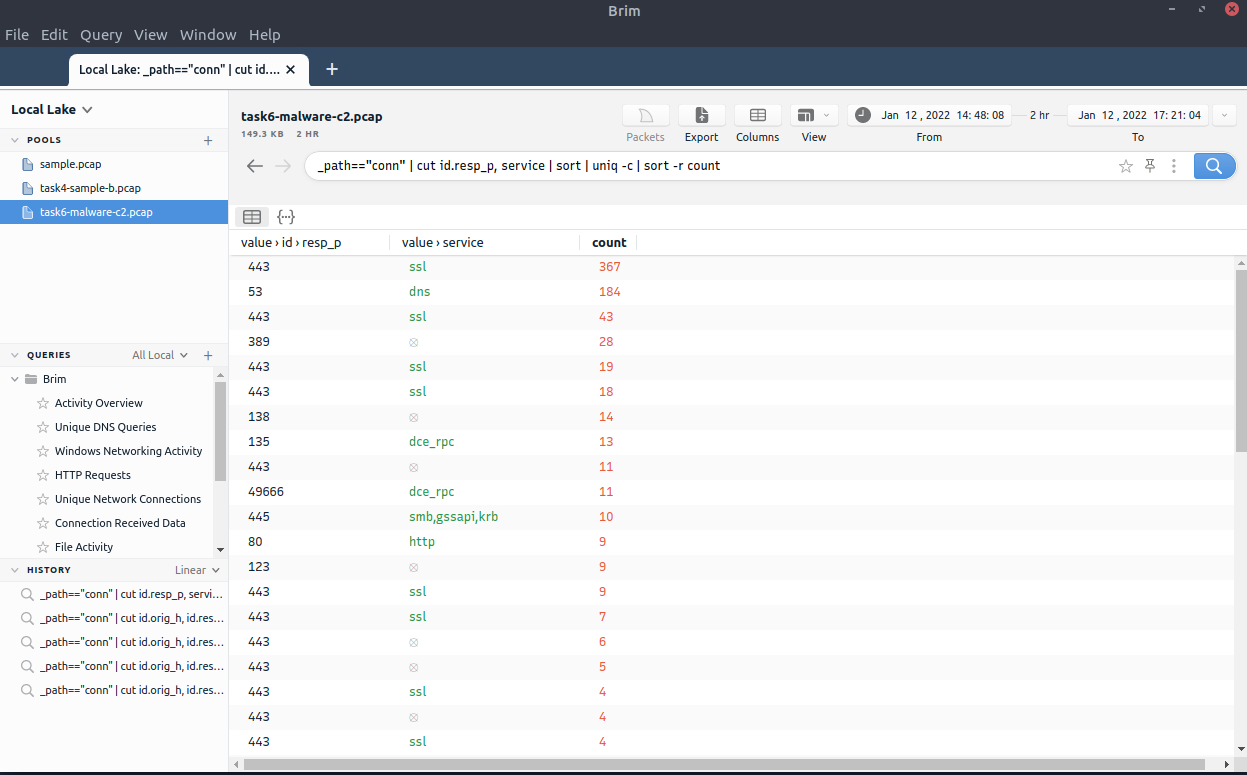 Brim
File Edit Query View Window Help
Local Lake: _path=="conn" | cut id.... ✕ +
Local Lake
POOLS +
sample.pcap
task4-sample-b.pcap
task6-malware-c2.pcap
QUERIES All Local +
Brim
Activity Overview
Unique DNS Queries
Windows Networking Activity
HTTP Requests
Unique Network Connections
Connection Received Data
File Activity
HISTORY Linear
_path=="conn" | cut id.resp_p, servi...
_path=="conn" | cut id.orig_h, id.res...
_path=="conn" | cut id.orig_h, id.res...
_path=="conn" | cut id.orig_h, id.res...
_path=="conn" | cut id.orig_h, id.res...
task6-malware-c2.pcap
149.3 KB 2 HR
Packets Export Columns View
Jan 12 , 2022 14: 48: 08 2 hr Jan 12 , 2022 17: 21: 04
From To
_path=="conn" | cut id.resp_p, service | sort | uniq -c | sort -r count
{...}
value › id › resp_p value › service count
443 ssl 367
53 dns 184
443 ssl 43
389 ⊗ 28
443 ssl 19
443 ssl 18
138 ⊗ 14
135 dce_rpc 13
443 ⊗ 11
49666 dce_rpc 11
445 smb,gssapi,krb 10
80 http 9
123 ⊗ 9
443 ssl 9
443 ssl 7
443 ⊗ 6
443 ⊗ 5
443 ssl 4
443 ⊗ 4
443 ssl 4